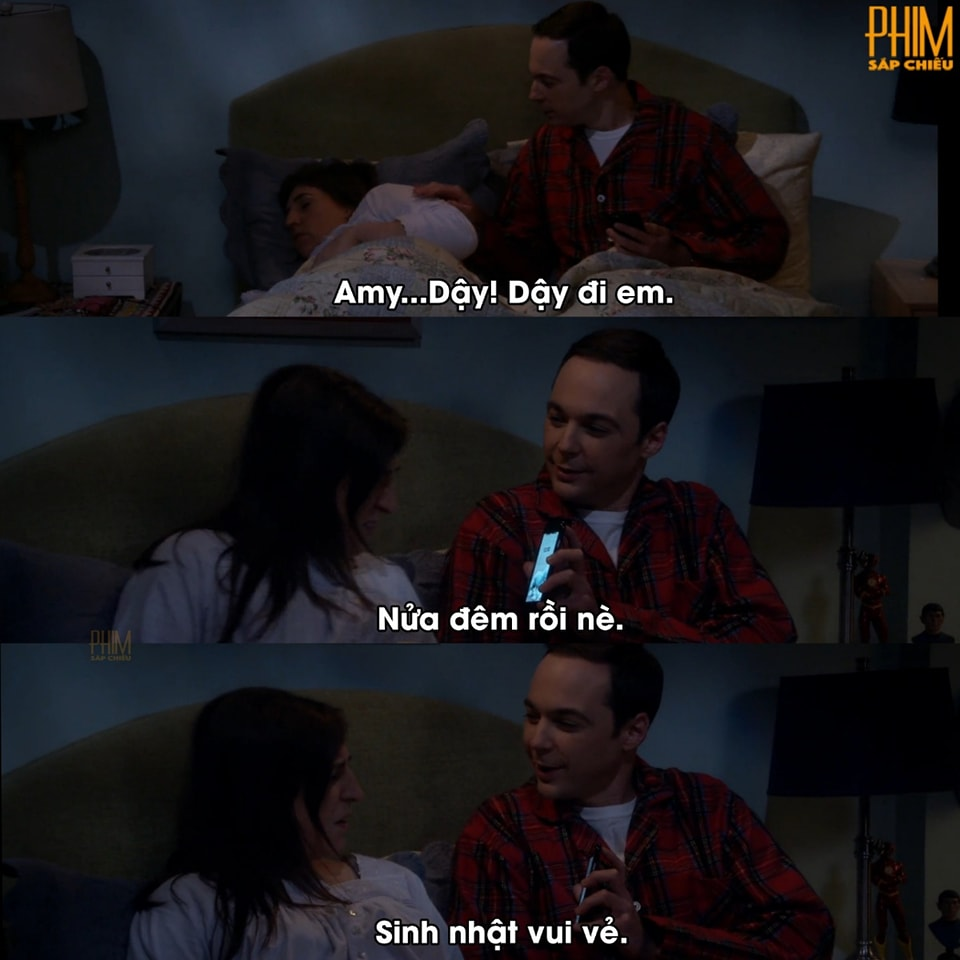 PHIM
SẮP CHIẾU
Amy...Dậy! Dậy đi em.
Nửa đêm rồi nè.
PHIM
SẮP CHIẾU
Sinh nhật vui vẻ.